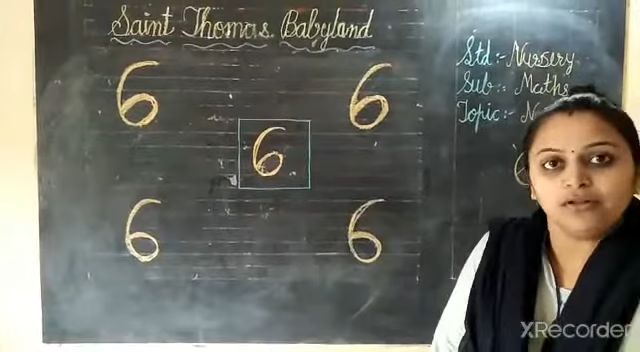 Saint Thomas Babyland
Std :- Nursery
Sub :- Maths
Topic :-
6 6
6
6 6
XRecorder